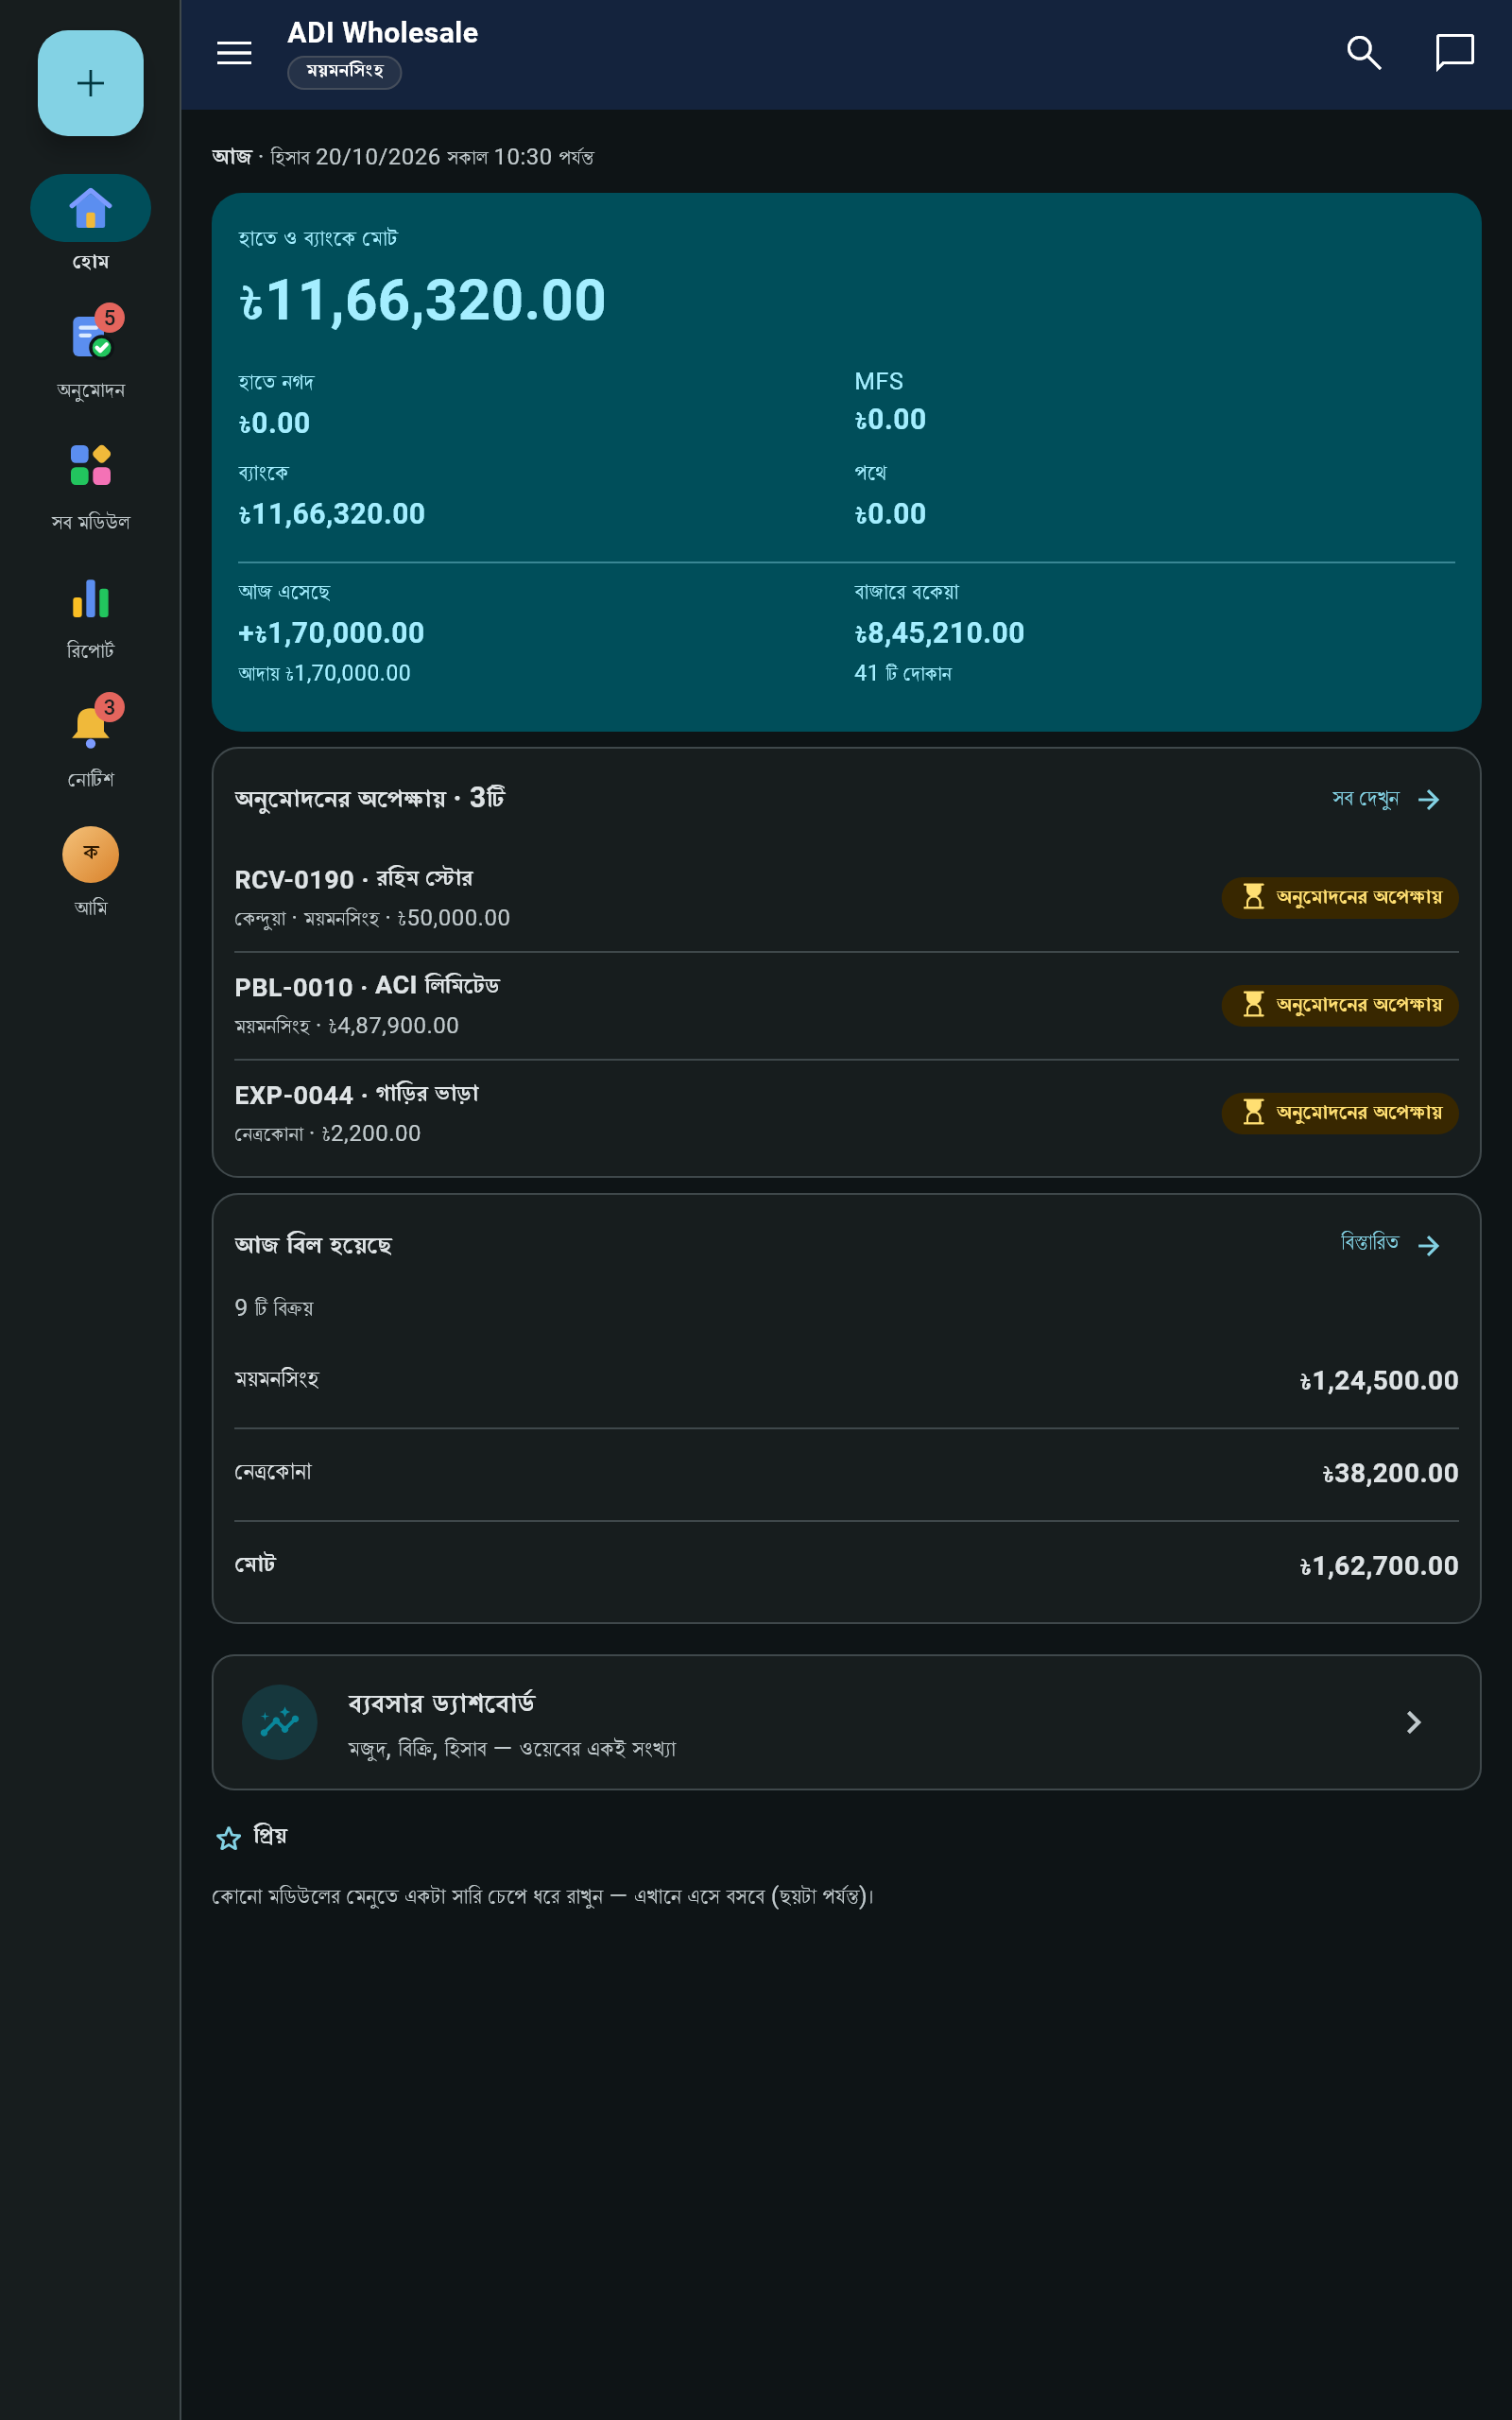 ADI Wholesale
ময়মনসিংহ
হোম
5
অনুমোদন
সব মডিউল
রিপোর্ট
3
নোটিশ
ক
আমি
আজ · হিসাব 20/10/2026 সকাল 10:30 পর্যন্ত
হাতে ও ব্যাংকে মোট
৳11,66,320.00
হাতে নগদ
৳0.00
MFS
৳0.00
ব্যাংকে
৳11,66,320.00
পথে
৳0.00
আজ এসেছে
+৳1,70,000.00
আদায় ৳1,70,000.00
বাজারে বকেয়া
৳8,45,210.00
41 টি দোকান
অনুমোদনের অপেক্ষায় · 3টি
সব দেখুন
RCV-0190 · রহিম স্টোর
কেন্দুয়া · ময়মনসিংহ · ৳50,000.00
অনুমোদনের অপেক্ষায়
PBL-0010 · ACI লিমিটেড
ময়মনসিংহ · ৳4,87,900.00
অনুমোদনের অপেক্ষায়
EXP-0044 · গাড়ির ভাড়া
নেত্রকোনা · ৳2,200.00
অনুমোদনের অপেক্ষায়
আজ বিল হয়েছে
বিস্তারিত
9 টি বিক্রয়
ময়মনসিংহ ৳1,24,500.00
নেত্রকোনা ৳38,200.00
মোট ৳1,62,700.00
ব্যবসার ড্যাশবোর্ড
মজুদ, বিক্রি, হিসাব — ওয়েবের একই সংখ্যা
প্রিয়
কোনো মডিউলের মেনুতে একটা সারি চেপে ধরে রাখুন — এখানে এসে বসবে (ছয়টা পর্যন্ত)।